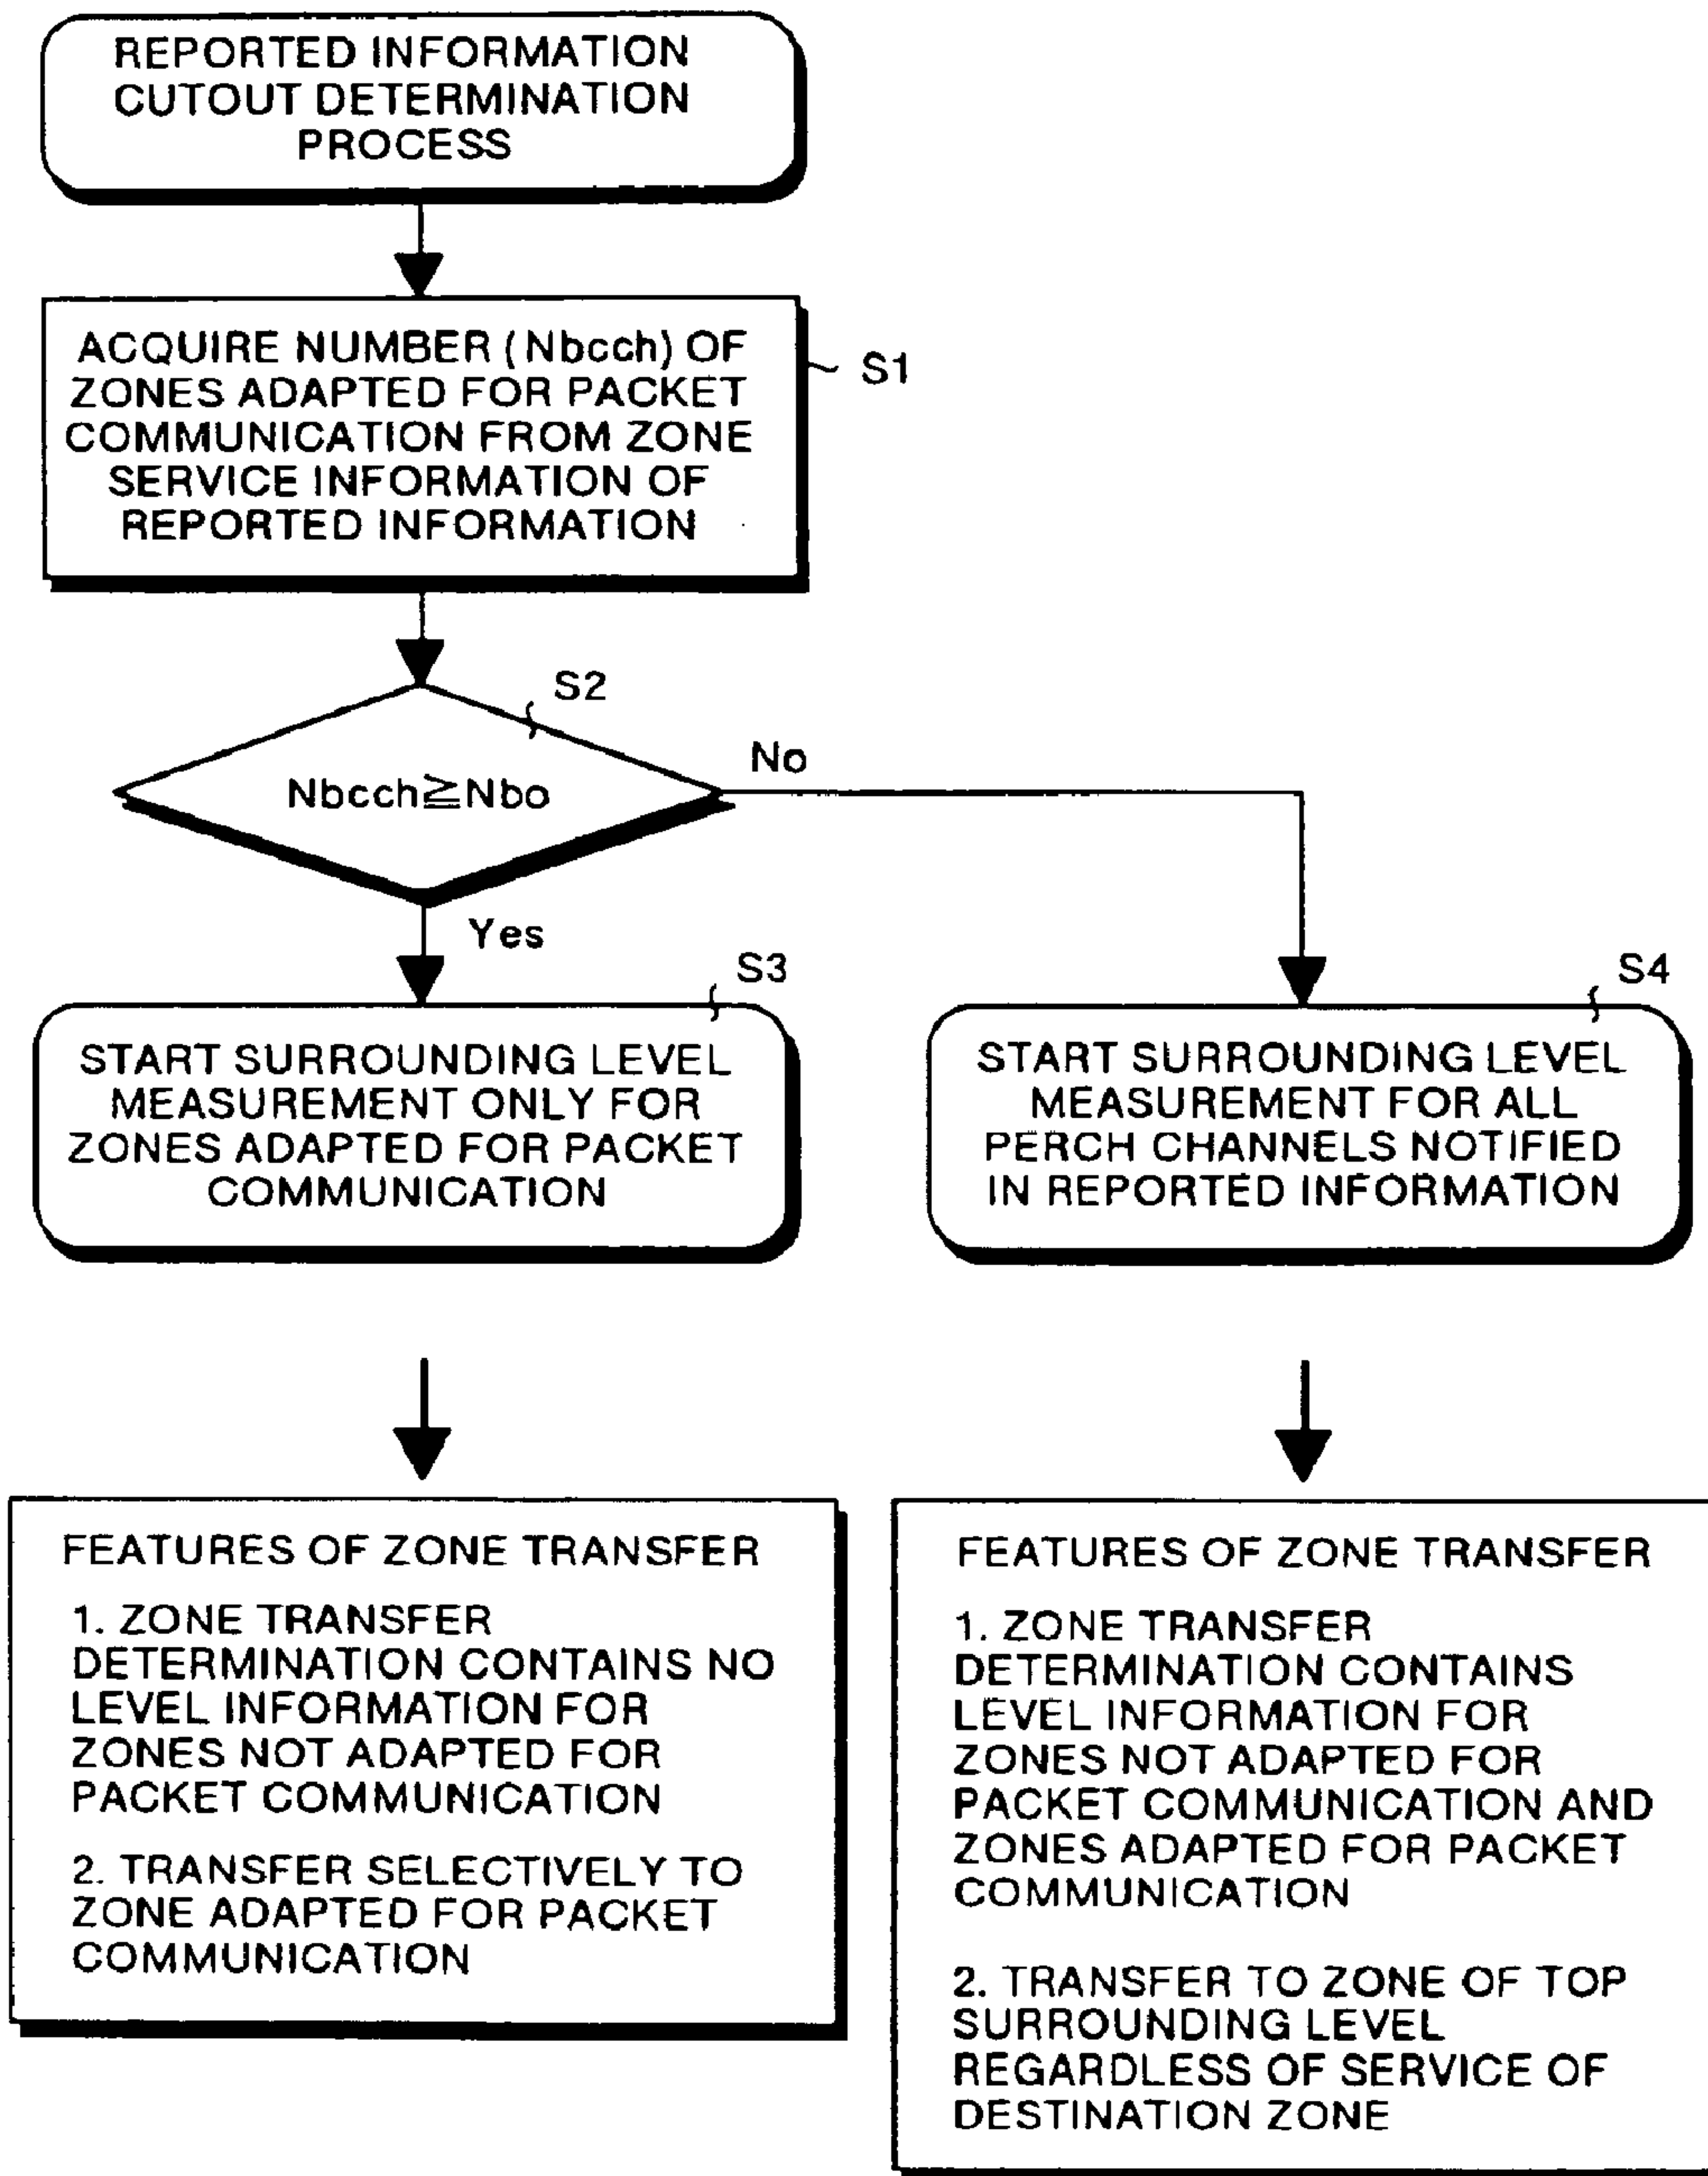 REPORTED INFORMATION
CUTOUT DETERMINATION
PROCESS
ACQUIRE NUMBER (Nbcch) OF
ZONES ADAPTED FOR PACKET
COMMUNICATION FROM ZONE
SERVICE INFORMATION OF
REPORTED INFORMATION
S1
S2
Nbcch≧Nbo
No
Yes
S3
START SURROUNDING LEVEL
MEASUREMENT ONLY FOR
ZONES ADAPTED FOR PACKET
COMMUNICATION
S4
START SURROUNDING LEVEL
MEASUREMENT FOR ALL
PERCH CHANNELS NOTIFIED
IN REPORTED INFORMATION
FEATURES OF ZONE TRANSFER
1. ZONE TRANSFER
DETERMINATION CONTAINS NO
LEVEL INFORMATION FOR
ZONES NOT ADAPTED FOR
PACKET COMMUNICATION
2. TRANSFER SELECTIVELY TO
ZONE ADAPTED FOR PACKET
COMMUNICATION
FEATURES OF ZONE TRANSFER
1. ZONE TRANSFER
DETERMINATION CONTAINS
LEVEL INFORMATION FOR
ZONES NOT ADAPTED FOR
PACKET COMMUNICATION AND
ZONES ADAPTED FOR PACKET
COMMUNICATION
2. TRANSFER TO ZONE OF TOP
SURROUNDING LEVEL
REGARDLESS OF SERVICE OF
DESTINATION ZONE